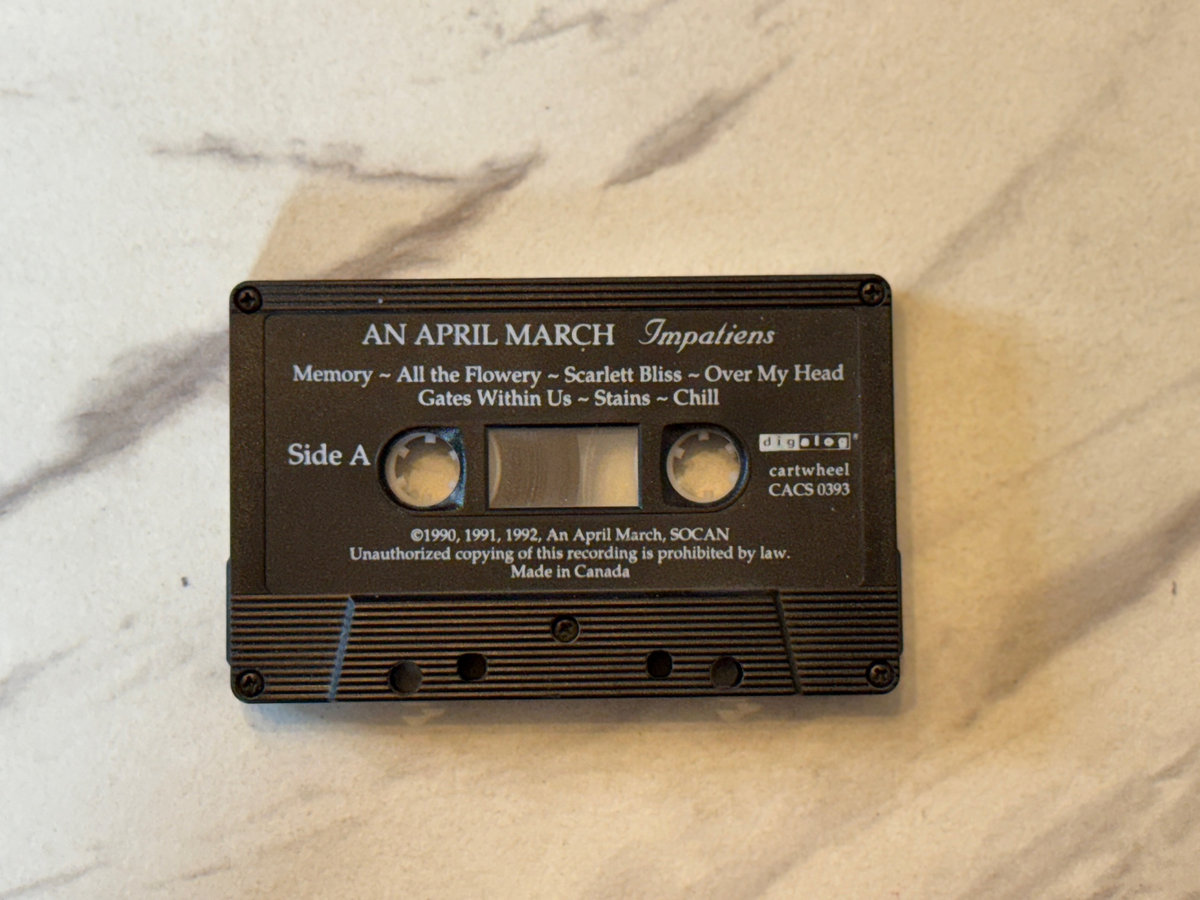 AN APRIL MARCH Impatiens
Memory ~ All the Flowery ~ Scarlett Bliss ~ Over My Head
Gates Within Us ~ Stains ~ Chill
Side A
digalog®
cartwheel
CACS 0393
©1990, 1991, 1992, An April March, SOCAN
Unauthorized copying of this recording is prohibited by law.
Made in Canada